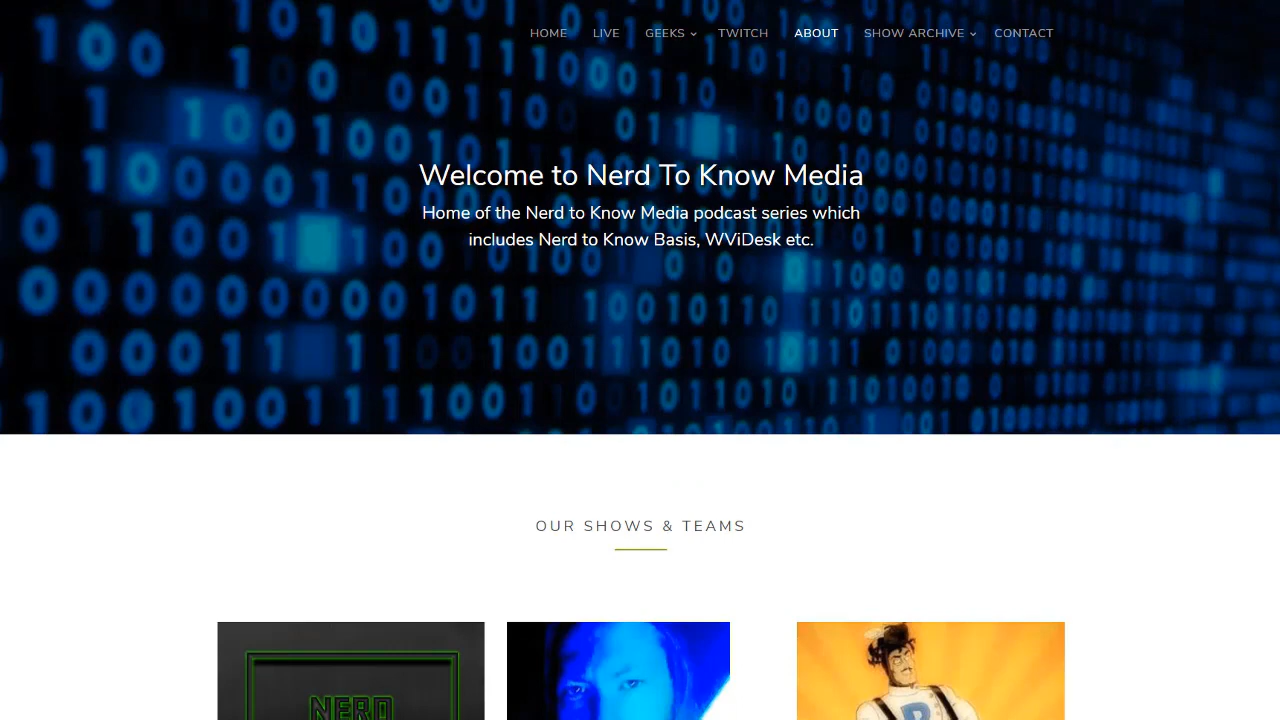 HOME LIVE GEEKS TWITCH ABOUT SHOW ARCHIVE CONTACT
Welcome to Nerd To Know Media
Home of the Nerd to Know Media podcast series which
includes Nerd to Know Basis, WViDesk etc.
OUR SHOWS & TEAMS
NERD